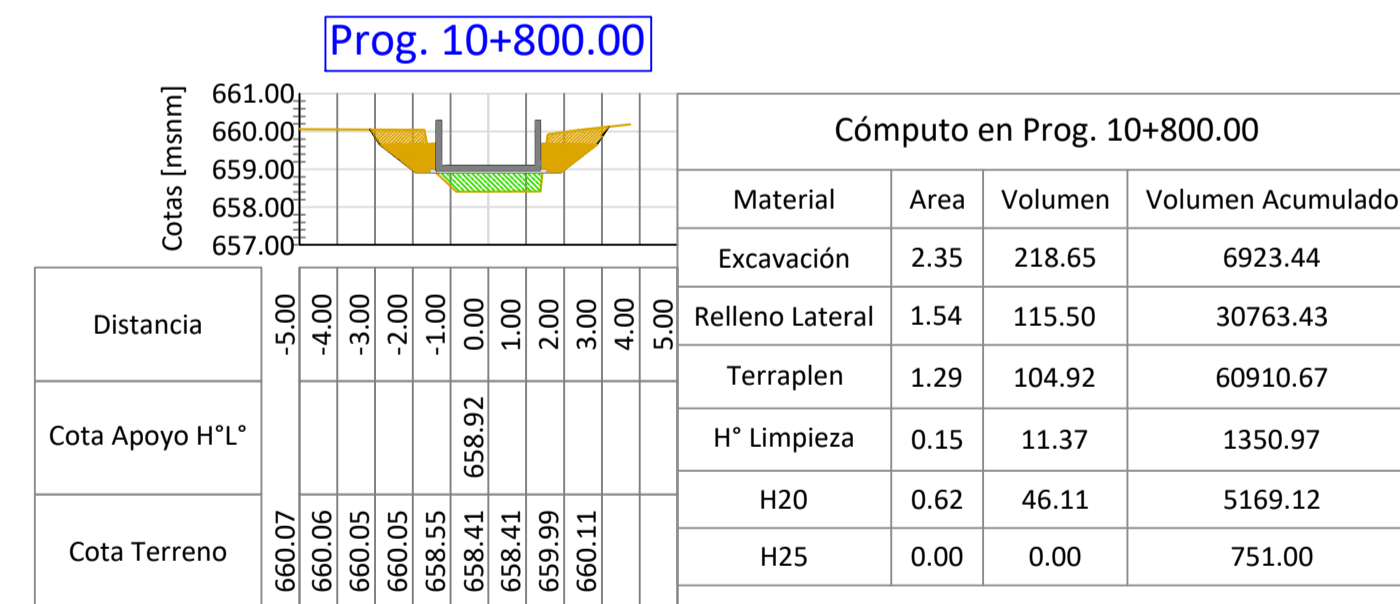 Prog. 10+800.00
Cotas [msnm]
661.00
660.00
659.00
658.00
657.00
Distancia
-5.00 -4.00 -3.00 -2.00 -1.00 0.00 1.00 2.00 3.00 4.00 5.00
Cota Apoyo H°L°
658.92
Cota Terreno
660.07 660.06 660.05 660.05 658.55 658.41 658.41 659.99 660.11
Cómputo en Prog. 10+800.00
Material Area Volumen Volumen Acumulado
Excavación 2.35 218.65 6923.44
Relleno Lateral 1.54 115.50 30763.43
Terraplen 1.29 104.92 60910.67
H° Limpieza 0.15 11.37 1350.97
H20 0.62 46.11 5169.12
H25 0.00 0.00 751.00